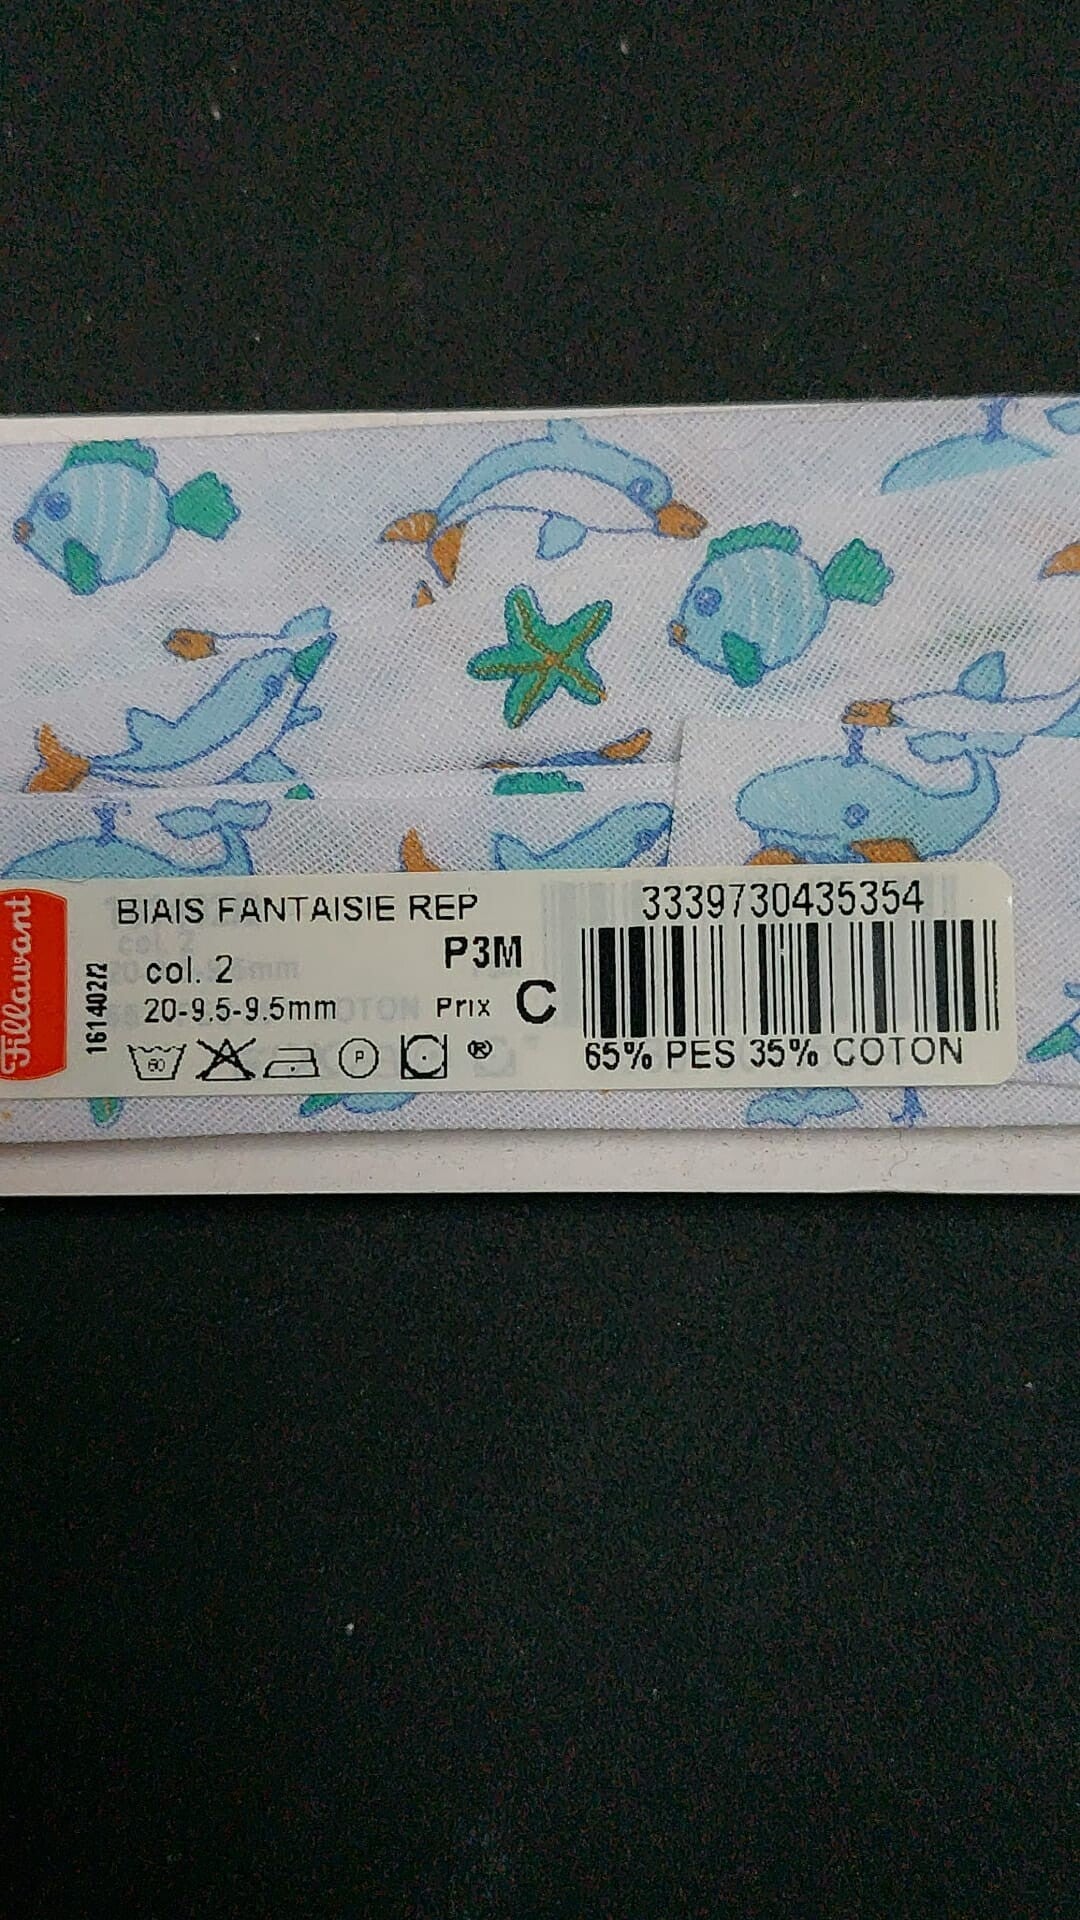 Fillawant
161402/2
BIAIS FANTAISIE REP
P3M
col. 2
20-9.5-9.5mm
Prix C
60
P
®
3339730435354
65% PES 35% COTON